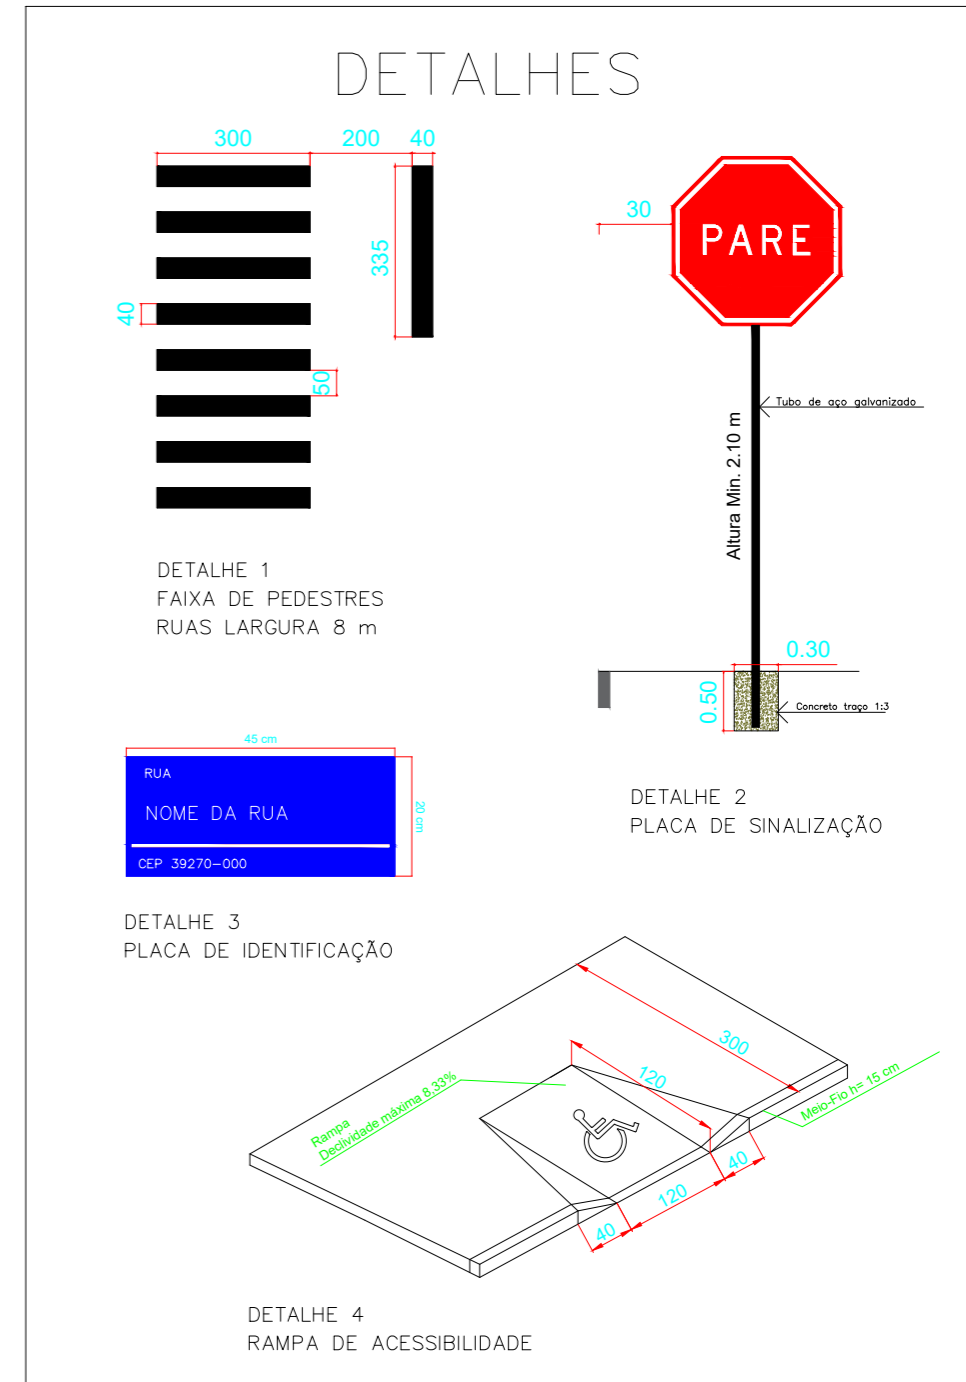 DETALHES
300
200
40
335
40
50
DETALHE 1
FAIXA DE PEDESTRES
RUAS LARGURA 8 m
30
PARE
Tubo de aço galvanizado
Altura Min. 2.10 m
0.30
0.50
Concreto traço 1:3
DETALHE 2
PLACA DE SINALIZAÇÃO
45 cm
RUA
NOME DA RUA
CEP 39270-000
20 cm
DETALHE 3
PLACA DE IDENTIFICAÇÃO
300
120
Rampa
Declividade máxima 8,33%
Meio-Fio h= 15 cm
40
120
40
DETALHE 4
RAMPA DE ACESSIBILIDADE